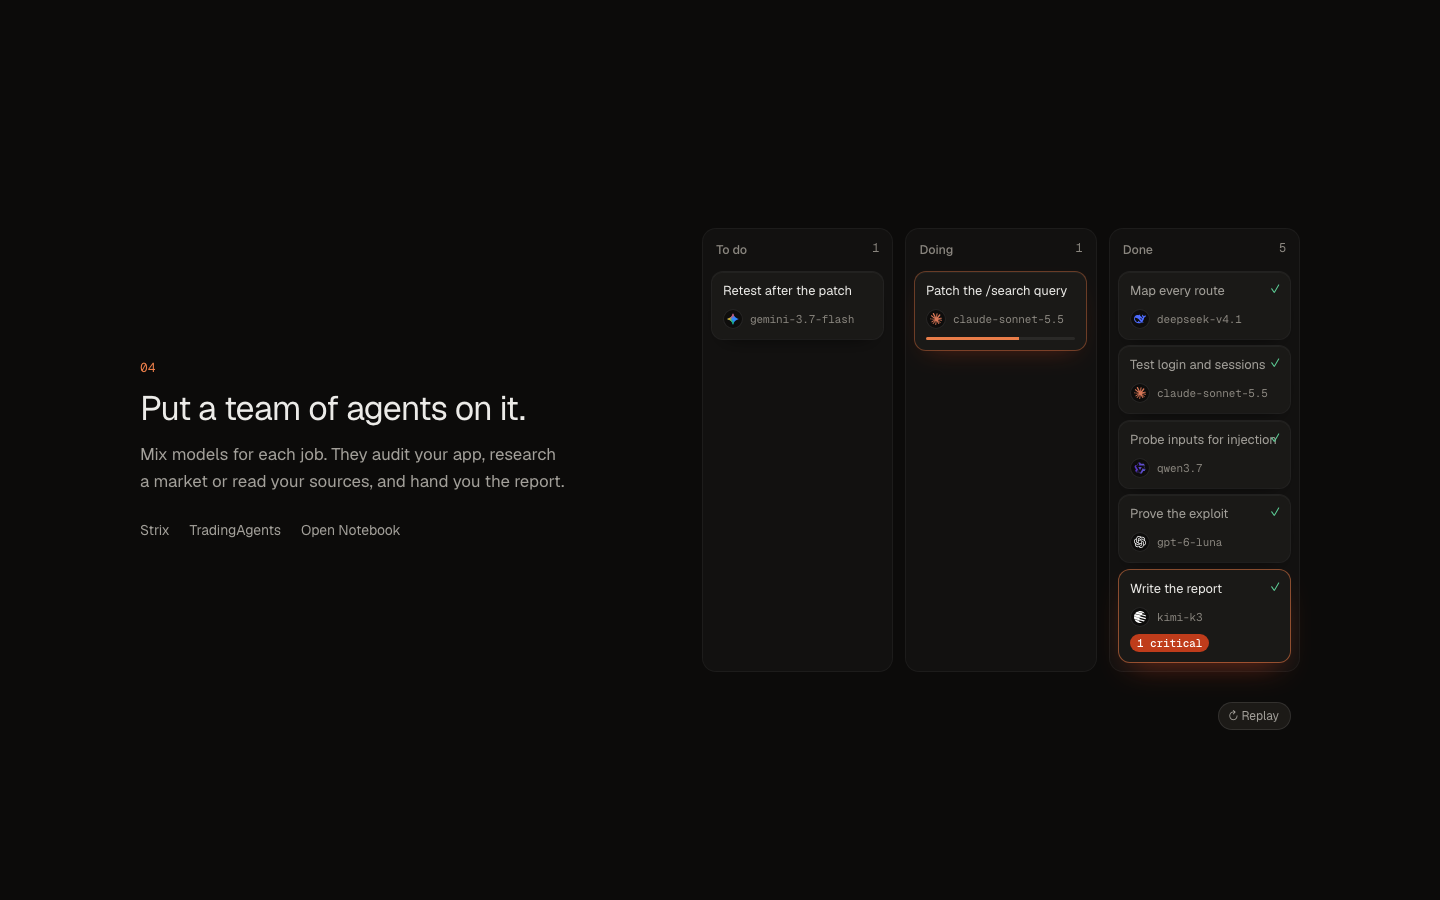 04
Put a team of agents on it.
Mix models for each job. They audit your app, research
a market or read your sources, and hand you the report.
Strix TradingAgents Open Notebook
To do 1
Retest after the patch
gemini-3.7-flash
Doing 1
Patch the /search query
claude-sonnet-5.5
Done 5
Map every route ✓
deepseek-v4.1
Test login and sessions ✓
claude-sonnet-5.5
Probe inputs for injection ✓
qwen3.7
Prove the exploit ✓
gpt-6-luna
Write the report ✓
kimi-k3
1 critical
↻ Replay